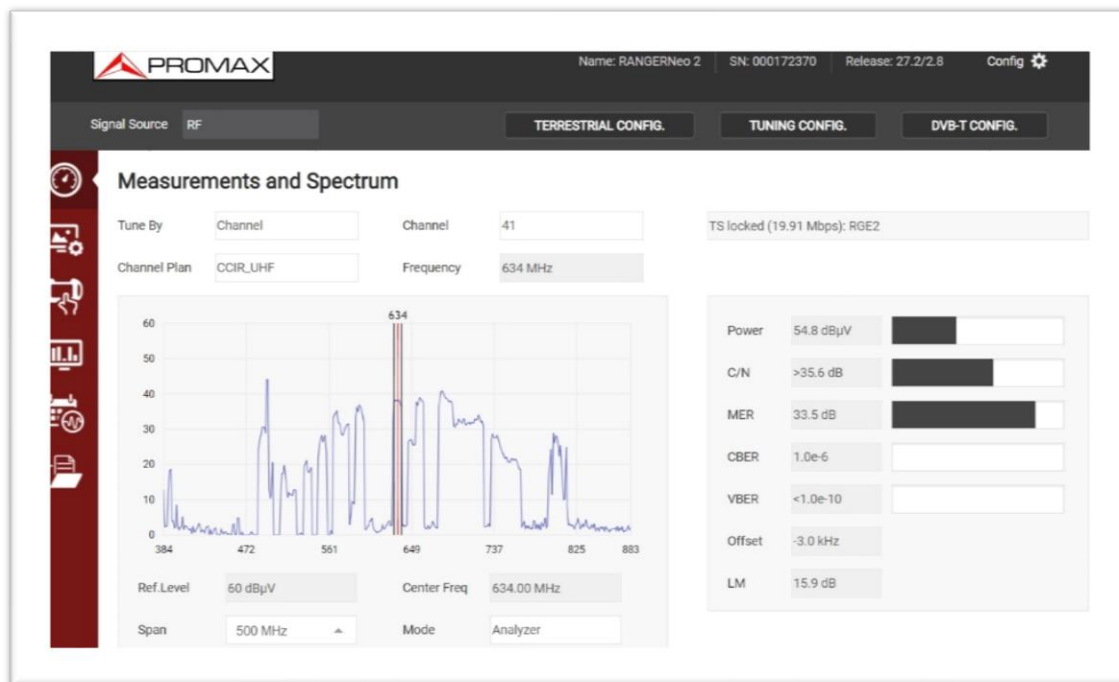 PROMAX
Name: RANGERNeo 2 SN: 000172370 Release: 27.2/2.8 Config
Signal Source RF TERRESTRIAL CONFIG. TUNING CONFIG. DVB-T CONFIG.
Measurements and Spectrum
Tune By Channel Channel 41 TS locked (19.91 Mbps): RGE2
Channel Plan CCIR_UHF Frequency 634 MHz
634
60
50
40
30
20
10
0
384 472 561 649 737 825 883
Ref.Level 60 dBµV Center Freq 634.00 MHz
Span 500 MHz Mode Analyzer
Power 54.8 dBµV
C/N >35.6 dB
MER 33.5 dB
CBER 1.0e-6
VBER <1.0e-10
Offset -3.0 kHz
LM 15.9 dB